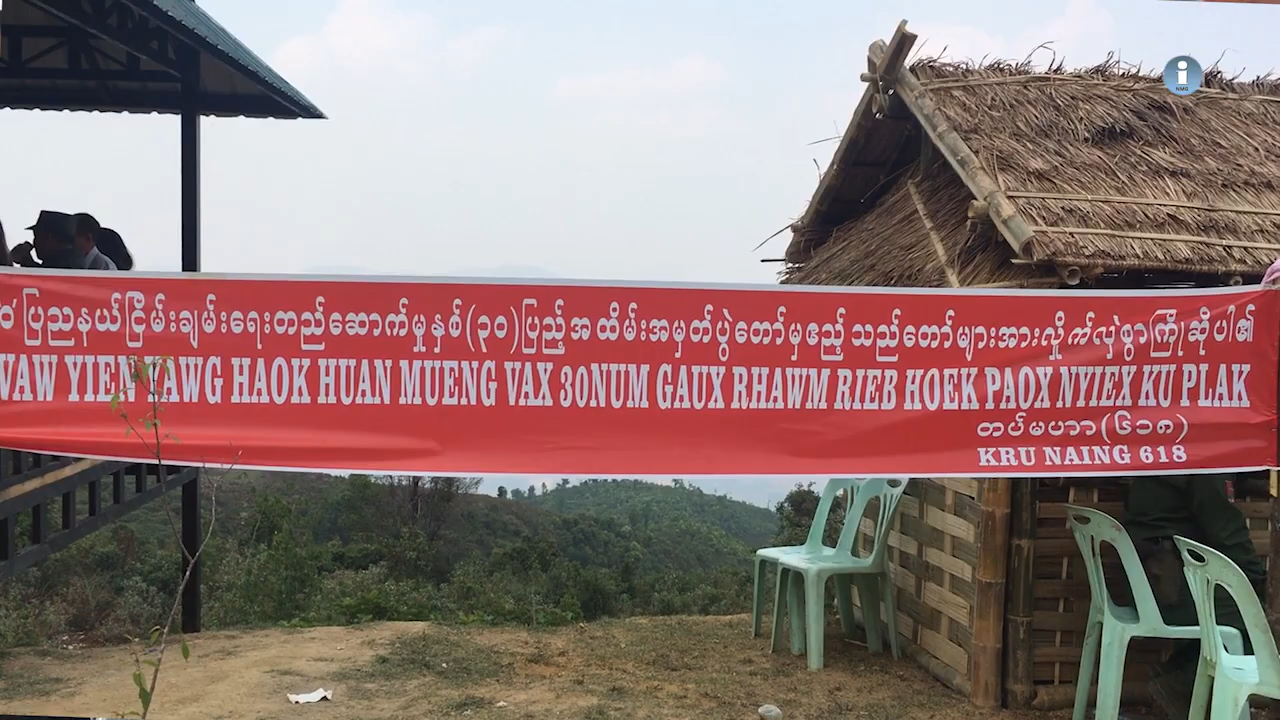 ပြည်နယ်ငြိမ်းချမ်းရေးတည်ဆောက်မှုနှစ်(၃၀)ပြည့်အထိမ်းအမှတ်ပွဲတော်မှဧည့်သည်တော်များအားလှိုက်လှဲစွာကြိုဆိုပါ၏
VAW YIEN HAOK HUAN MUENG VAX 30NUM GAUX RHAWM RIEB HOEK PAOX NYIEX KU PLAK
တပ်မဟာ(၆၁၈)
KRU NAING 618
NMG